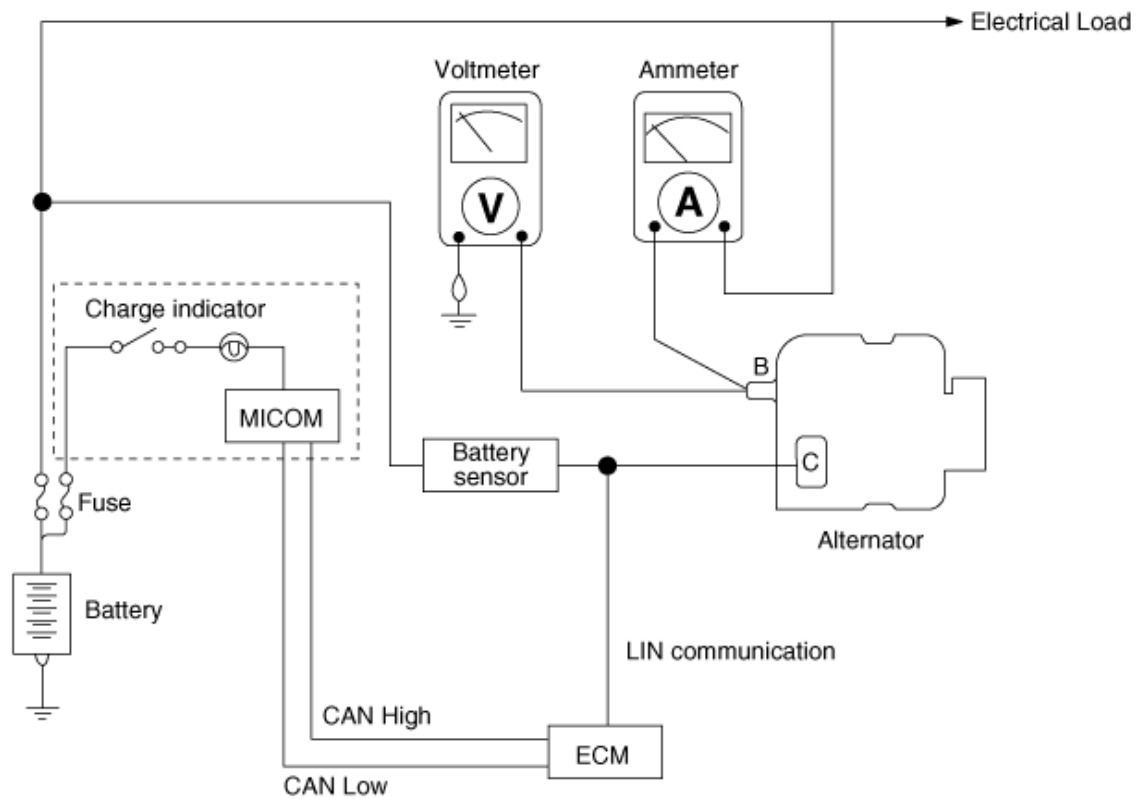 Electrical Load
Voltmeter
Ammeter
V
A
Charge indicator
B
MICOM
Battery
sensor
C
Fuse
Alternator
Battery
LIN communication
CAN High
ECM
CAN Low